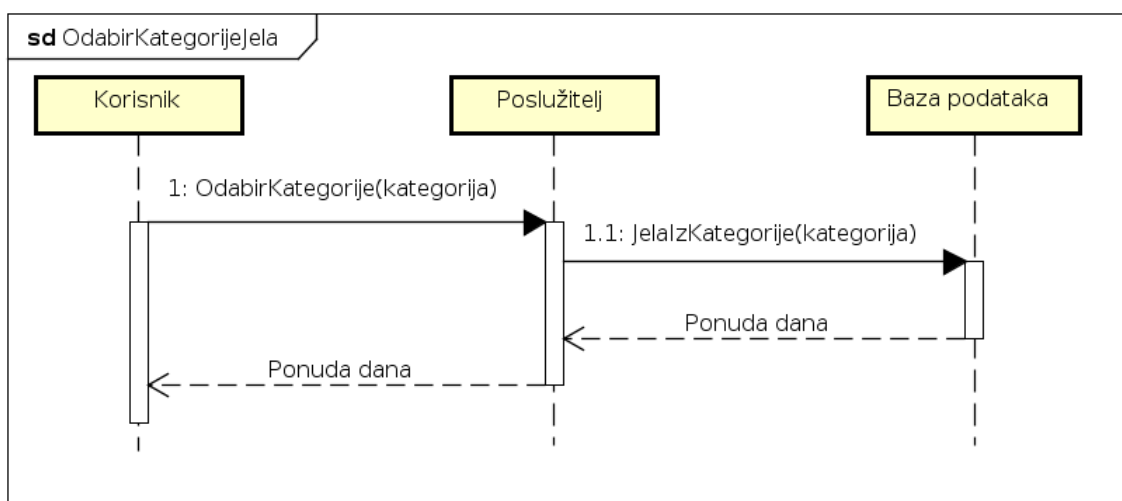 sd OdabirKategorijeJela
Korisnik
Poslužitelj
Baza podataka
1: OdabirKategorije(kategorija)
1.1: JelaIzKategorije(kategorija)
Ponuda dana
Ponuda dana